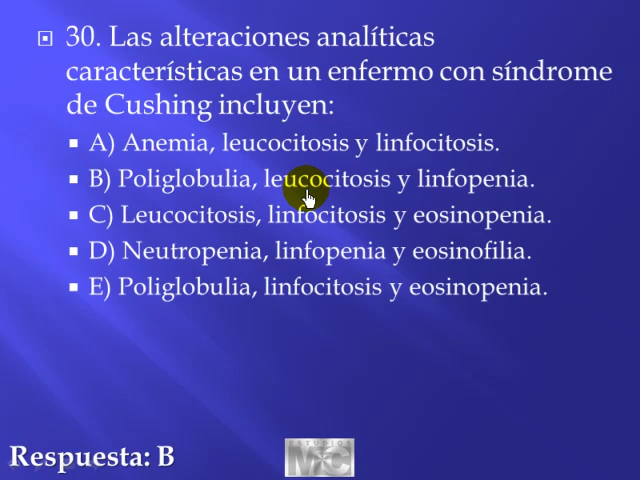 30. Las alteraciones analíticas
características en un enfermo con síndrome
de Cushing incluyen:
A) Anemia, leucocitosis y linfocitosis.
B) Poliglobulia, leucocitosis y linfopenia.
C) Leucocitosis, linfocitosis y eosinopenia.
D) Neutropenia, linfopenia y eosinofilia.
E) Poliglobulia, linfocitosis y eosinopenia.
Respuesta: B
ESTUDIOS
MC